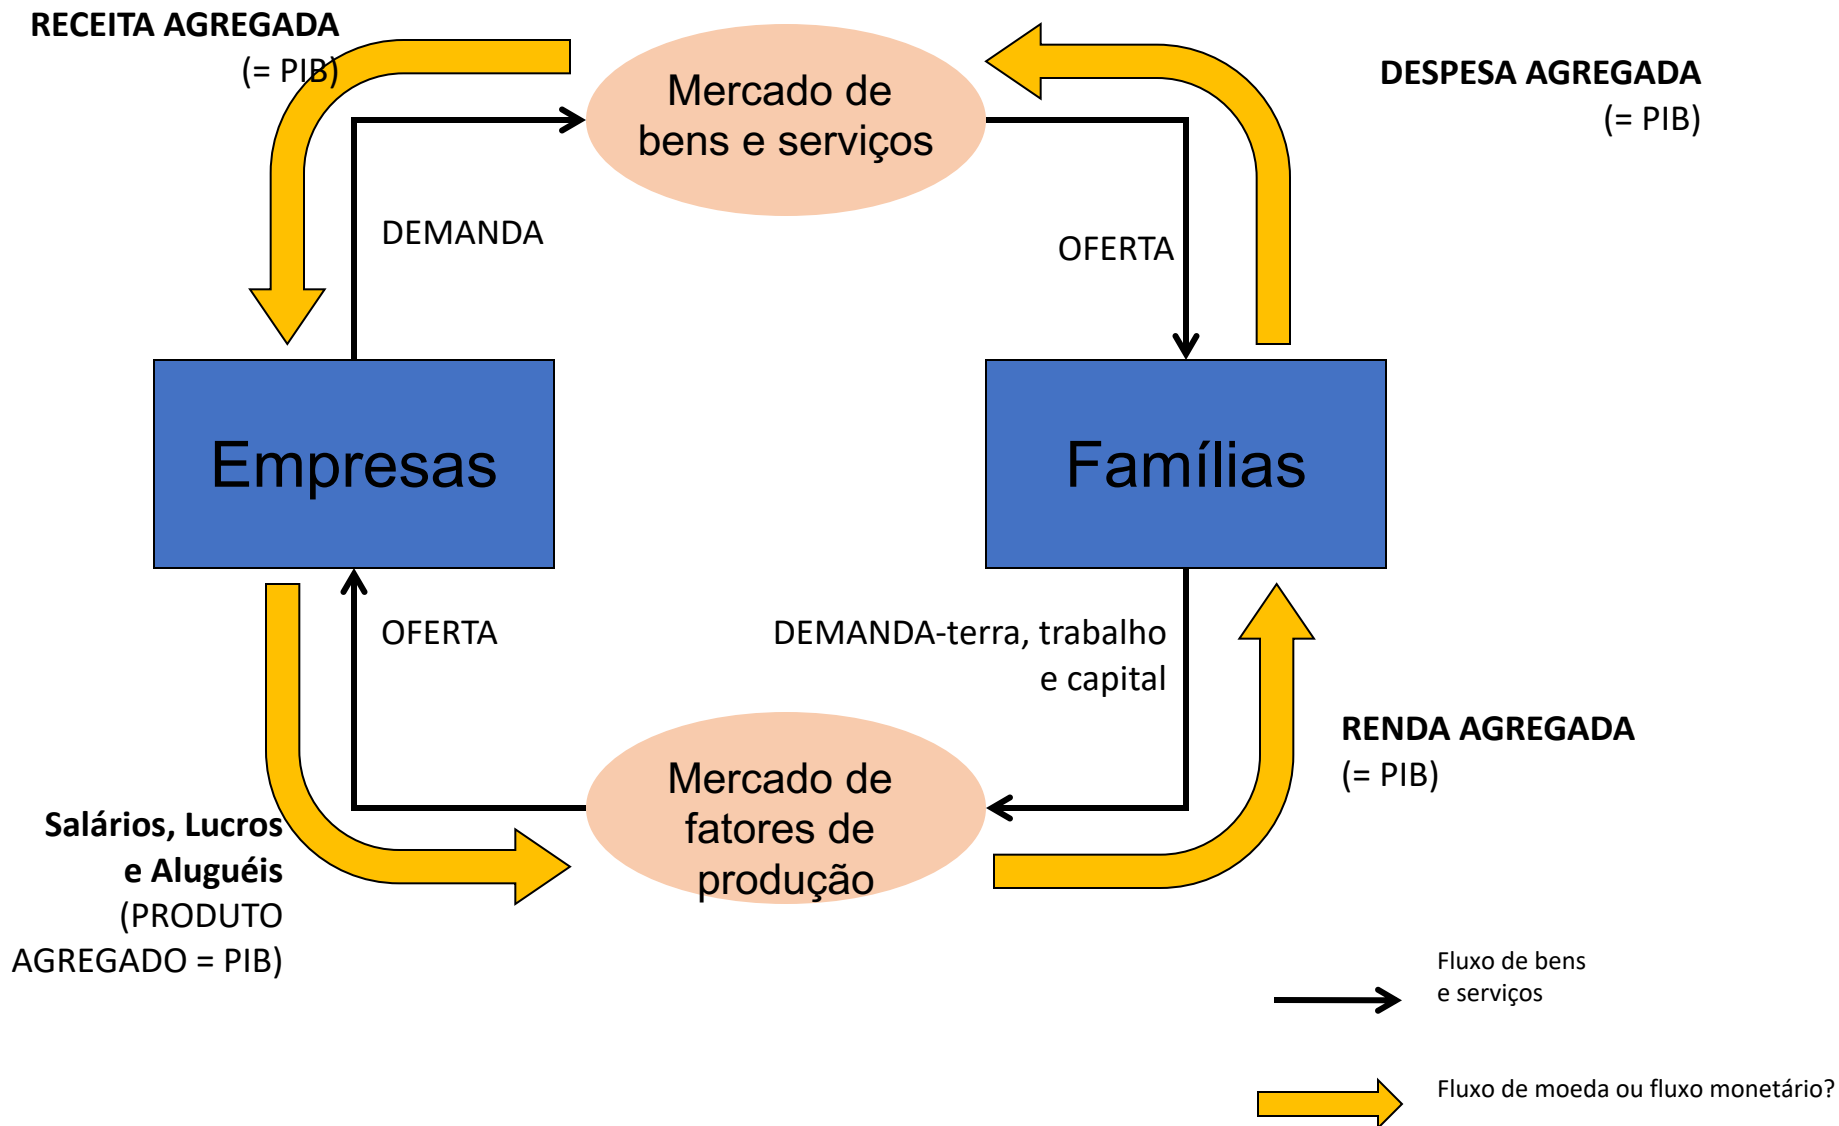 RECEITA AGREGADA
(= PIB)
Mercado de
bens e serviços
DESPESA AGREGADA
(= PIB)
DEMANDA
OFERTA
Empresas
Famílias
OFERTA
DEMANDA-terra, trabalho
e capital
RENDA AGREGADA
(= PIB)
Mercado de
fatores de
produção
Salários, Lucros
e Aluguéis
(PRODUTO
AGREGADO = PIB)
Fluxo de bens
e serviços
Fluxo de moeda ou fluxo monetário?